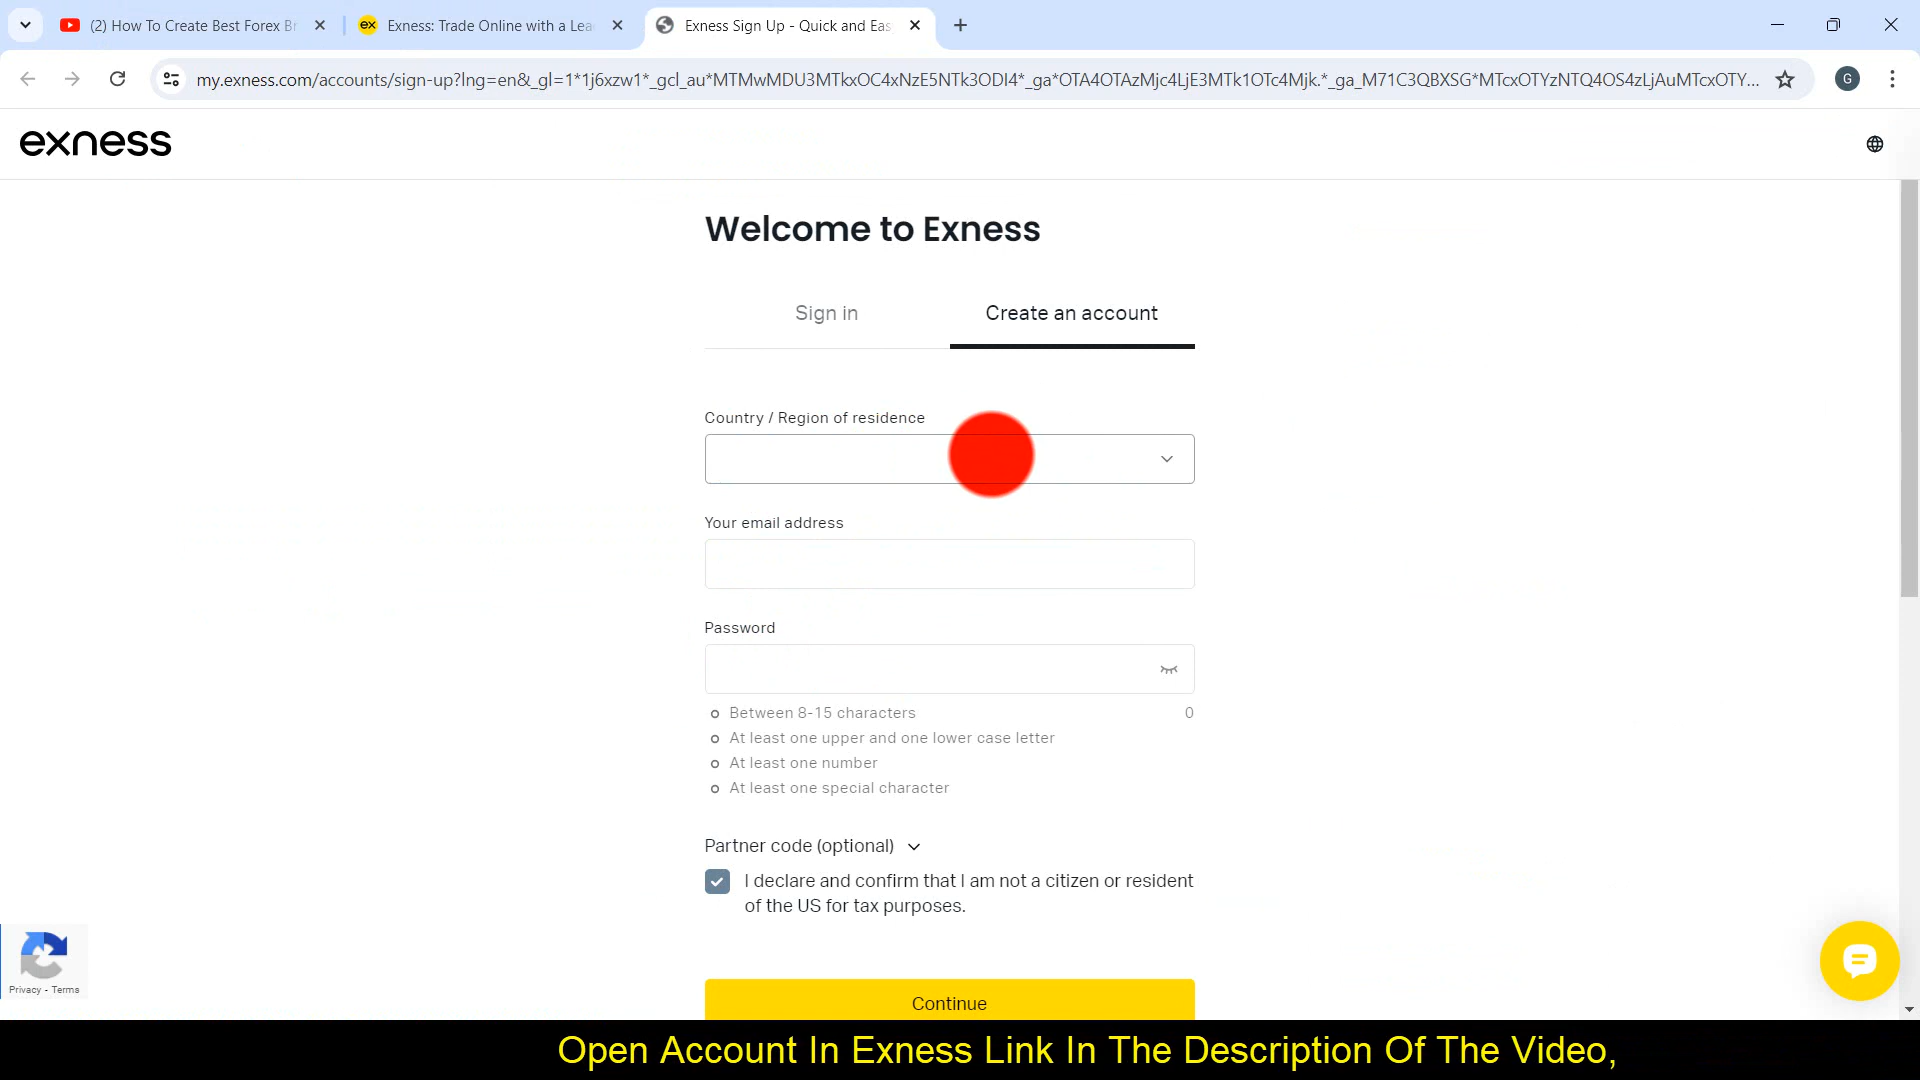 (2) How To Create Best Forex Br
Exness: Trade Online with a Lea
Exness Sign Up - Quick and Eas
my.exness.com/accounts/sign-up?lng=en&_gl=1*1j6xzw1*_gcl_au*MTMwMDU3MTkxOC4xNzE5NTk3ODI4*_ga*OTA4OTAzMjc4LjE3MTk1OTc4Mjk.*_ga_M71C3QBXSG*MTcxOTYzNTQ4OS4zLjAuMTcxOTY...
G
exness
Welcome to Exness
Sign in
Create an account
Country / Region of residence
Your email address
Password
Between 8-15 characters
0
At least one upper and one lower case letter
At least one number
At least one special character
Partner code (optional)
I declare and confirm that I am not a citizen or resident
of the US for tax purposes.
Privacy - Terms
Continue
Open Account In Exness Link In The Description Of The Video,